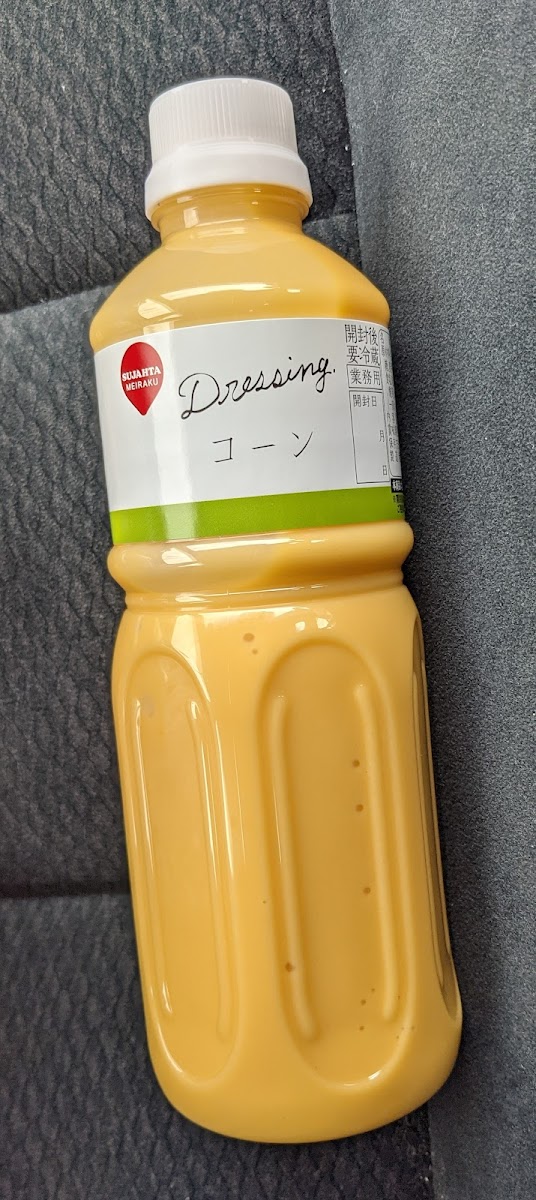 SUJAHTA
MEIRAKU
Dressing.
コーン
開封後
要冷蔵
業務用
開封日
月
日